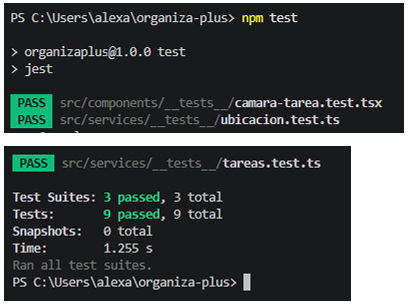 PS C:\Users\alexa\organiza-plus> npm test
> organizaplus@1.0.0 test
> jest
PASS src/components/__tests__/camara-tarea.test.tsx
PASS src/services/__tests__/ubicacion.test.ts
PASS src/services/__tests__/tareas.test.ts
Test Suites: 3 passed, 3 total
Tests: 9 passed, 9 total
Snapshots: 0 total
Time: 1.255 s
Ran all test suites.
PS C:\Users\alexa\organiza-plus>